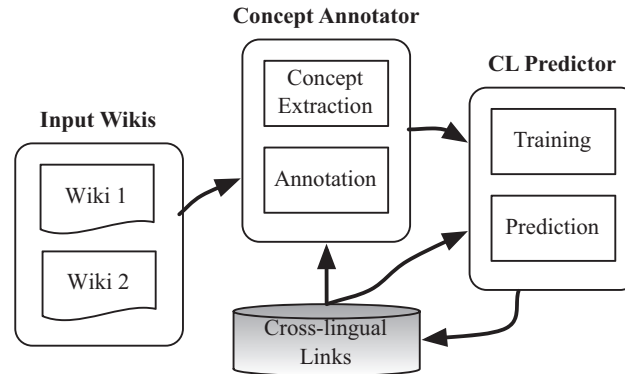 Concept Annotator
CL Predictor
Input Wikis
Concept
Extraction
Annotation
Training
Prediction
Wiki 1
Wiki 2
Cross-lingual
Links